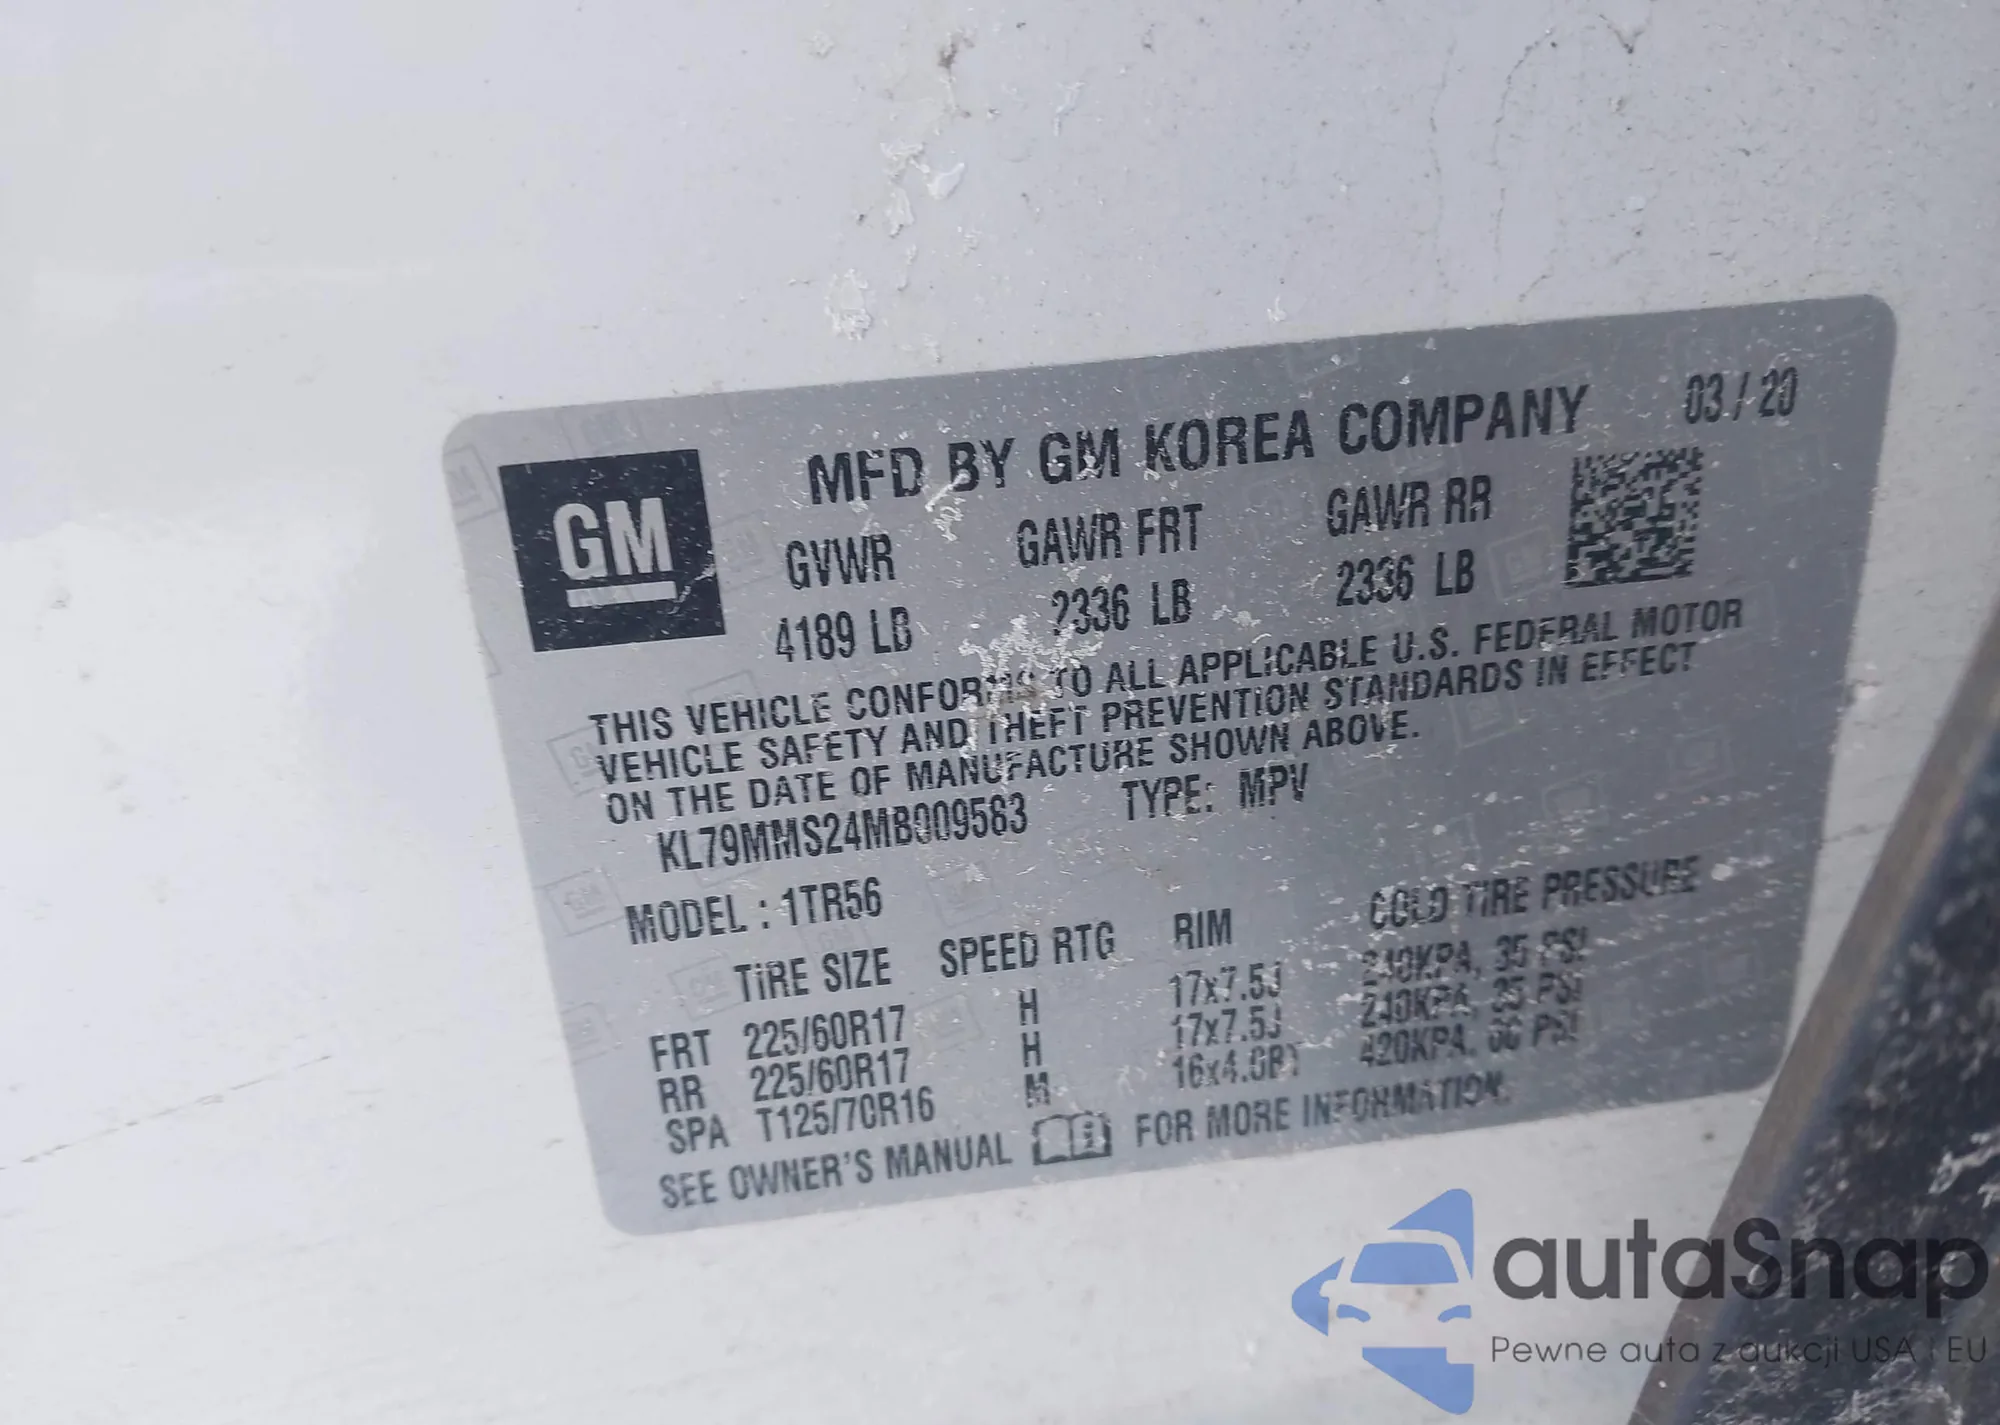 MFD BY GM KOREA COMPANY 03 / 20
GM
GVWR GAWR FRT GAWR RR
4189 LB 2336 LB 2336 LB
THIS VEHICLE CONFORMS TO ALL APPLICABLE U.S. FEDERAL MOTOR
VEHICLE SAFETY AND THEFT PREVENTION STANDARDS IN EFFECT
ON THE DATE OF MANUFACTURE SHOWN ABOVE.
KL79MMS24MB009583 TYPE: MPV
MODEL : 1TR56
TIRE SIZE SPEED RTG RIM COLD TIRE PRESSURE
FRT 225/60R17 H 17x7.5J 240KPA, 35 PSI
RR 225/60R17 H 17x7.5J 240KPA, 35 PSI
SPA T125/70R16 M 420KPA, 60 PSI
SEE OWNER'S MANUAL FOR MORE INFORMATION.
autaSnap
Pewne auta z aukcji USA | EU